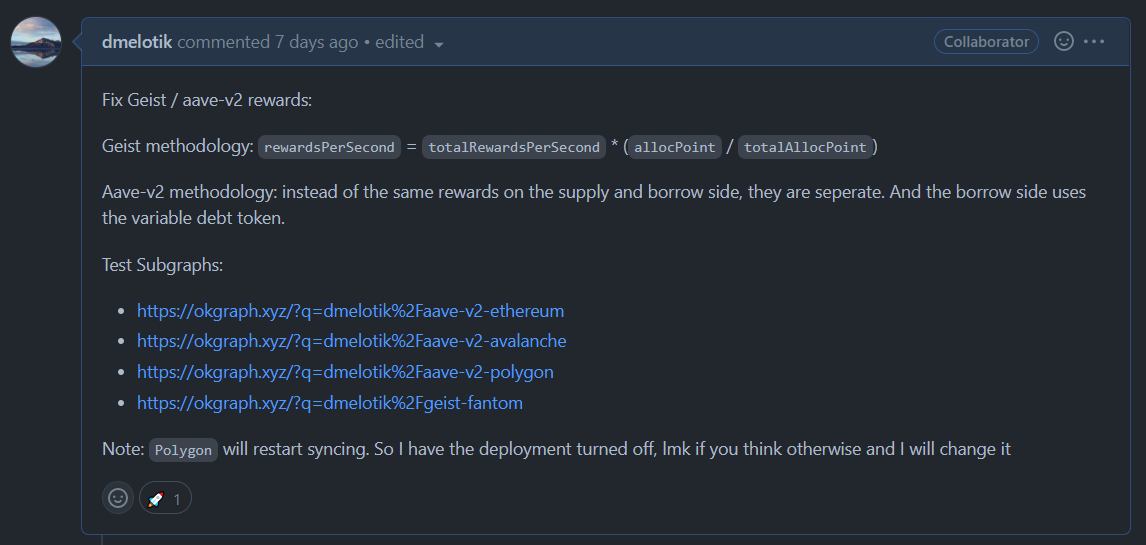 dmelotik commented 7 days ago • edited
Collaborator
Fix Geist / aave-v2 rewards:
Geist methodology: rewardsPerSecond = totalRewardsPerSecond * (allocPoint / totalAllocPoint)
Aave-v2 methodology: instead of the same rewards on the supply and borrow side, they are seperate. And the borrow side uses
the variable debt token.
Test Subgraphs:
• https://okgraph.xyz/?q=dmelotik%2Faave-v2-ethereum
• https://okgraph.xyz/?q=dmelotik%2Faave-v2-avalanche
• https://okgraph.xyz/?q=dmelotik%2Faave-v2-polygon
• https://okgraph.xyz/?q=dmelotik%2Fgeist-fantom
Note: Polygon will restart syncing. So I have the deployment turned off, lmk if you think otherwise and I will change it
1